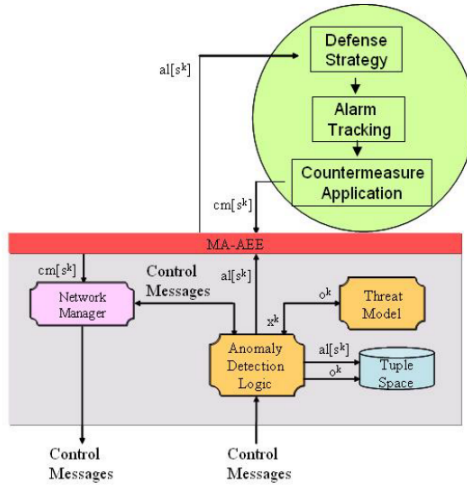 Defense
Strategy
al[s^k]
Alarm
Tracking
Countermeasure
Application
cm[s^k]
MA-AEE
cm[s^k]
Control
Messages
al[s^k]
Network
Manager
o^k
Threat
Model
x^k
Anomaly
Detection
Logic
al[s^k]
o^k
Tuple
Space
Control
Messages
Control
Messages